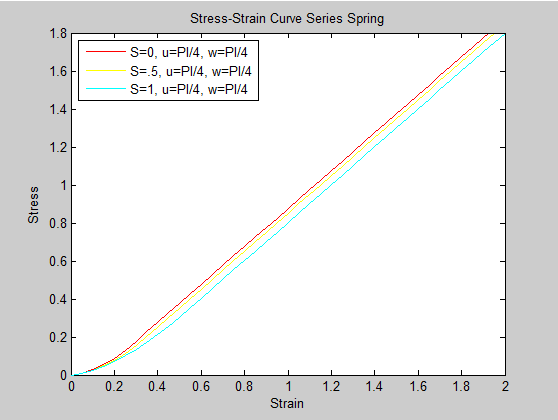 Stress-Strain Curve Series Spring
S=0, u=PI/4, w=PI/4
S=.5, u=PI/4, w=PI/4
S=1, u=PI/4, w=PI/4
1.8
1.6
1.4
1.2
1
0.8
0.6
0.4
0.2
0
Stress
0 0.2 0.4 0.6 0.8 1 1.2 1.4 1.6 1.8 2
Strain